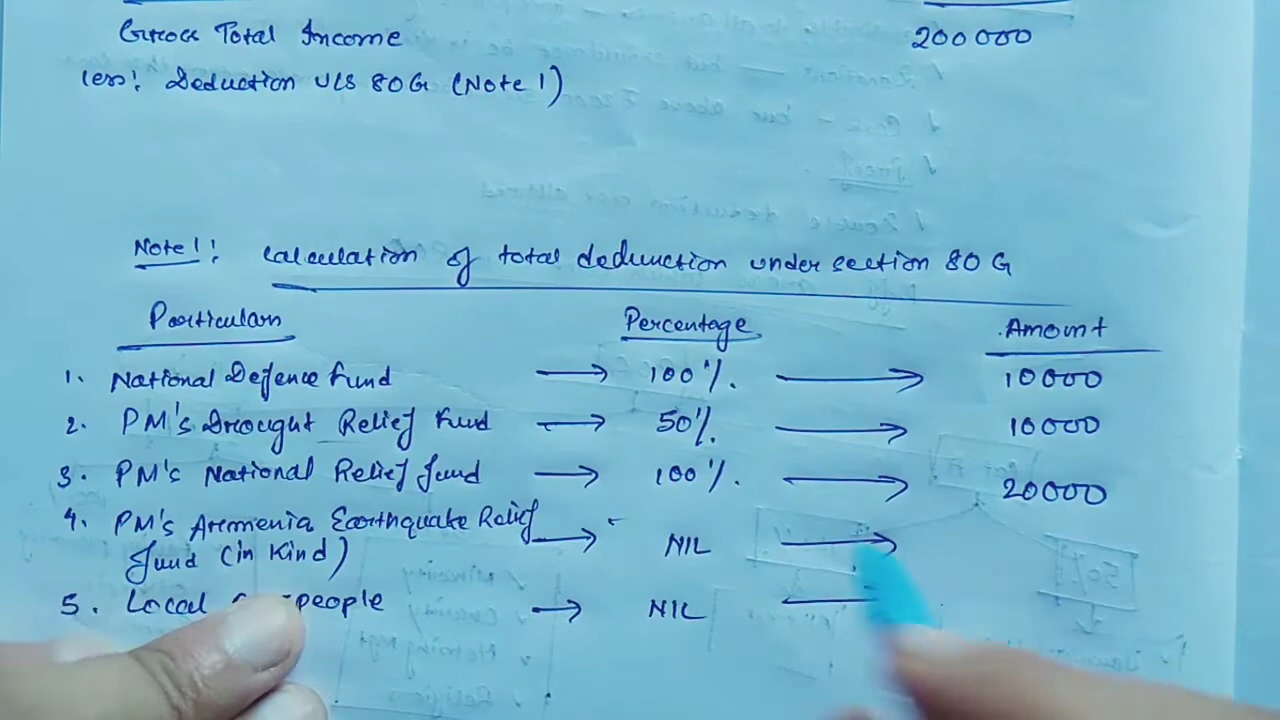 Gross Total Income 200000
less: Deduction U/S 80G (Note 1)
Note 1: Calculation of total deduction under section 80 G
Particulars Percentage Amount
1. National Defence Fund → 100%. → 10000
2. PM's Drought Relief Fund → 50%. → 10000
3. PM's National Relief fund → 100%. → 20000
4. PM's Armenia Earthquake Relief
fund (in Kind) → NIL →
5. Local people → NIL